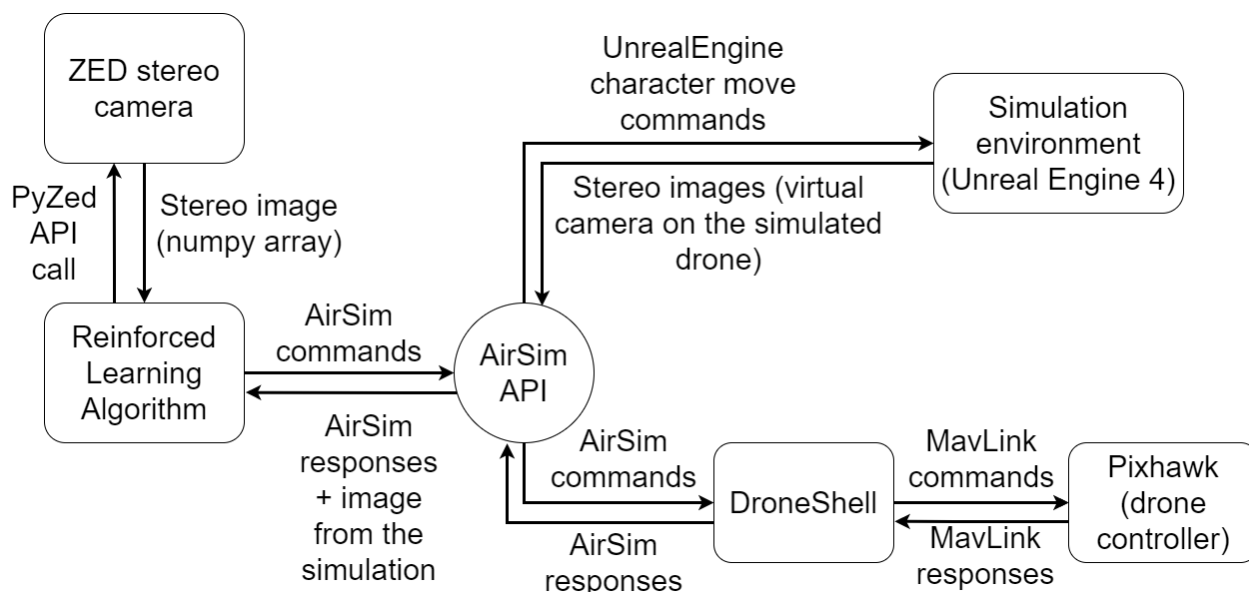 ZED stereo
camera
PyZed
API
call
Stereo image
(numpy array)
Reinforced
Learning
Algorithm
AirSim
commands
AirSim
responses
+ image
from the
simulation
AirSim
API
UnrealEngine
character move
commands
Stereo images (virtual
camera on the simulated
drone)
Simulation
environment
(Unreal Engine 4)
AirSim
commands
AirSim
responses
DroneShell
MavLink
commands
MavLink
responses
Pixhawk
(drone
controller)